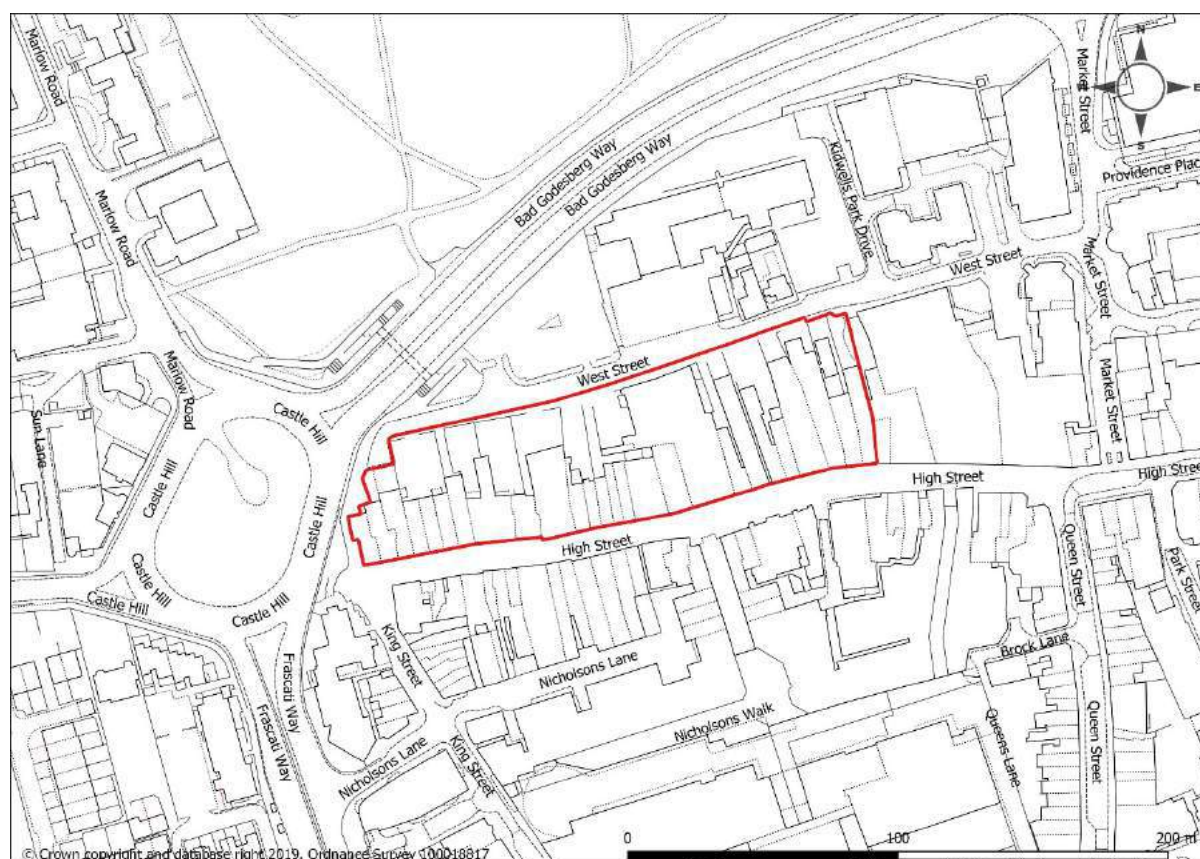 Marlow Road
Market Street
N
E
S
Bad Godesberg Way
Bad Godesberg Way
Kidwells Park Drive
Providence Plac
Marlow Road
West Street
Market Street
Marlow Road
West Street
Market Street
Castle Hill
Sun Lane
Castle Hill
Castle Hill
High Street
High Street
High Street
Castle Hill
Castle Hill
Castle Hill
Queen Street
Park Street
King Street
Brock Lane
Nicholsons Lane
Frascati Way
Frascati Way
Nicholsons Walk
Queens Lane
Queen Street
Nicholsons Lane
King Street
0 100 200 m
© Crown copyright and database right 2019. Ordnance Survey 100018817